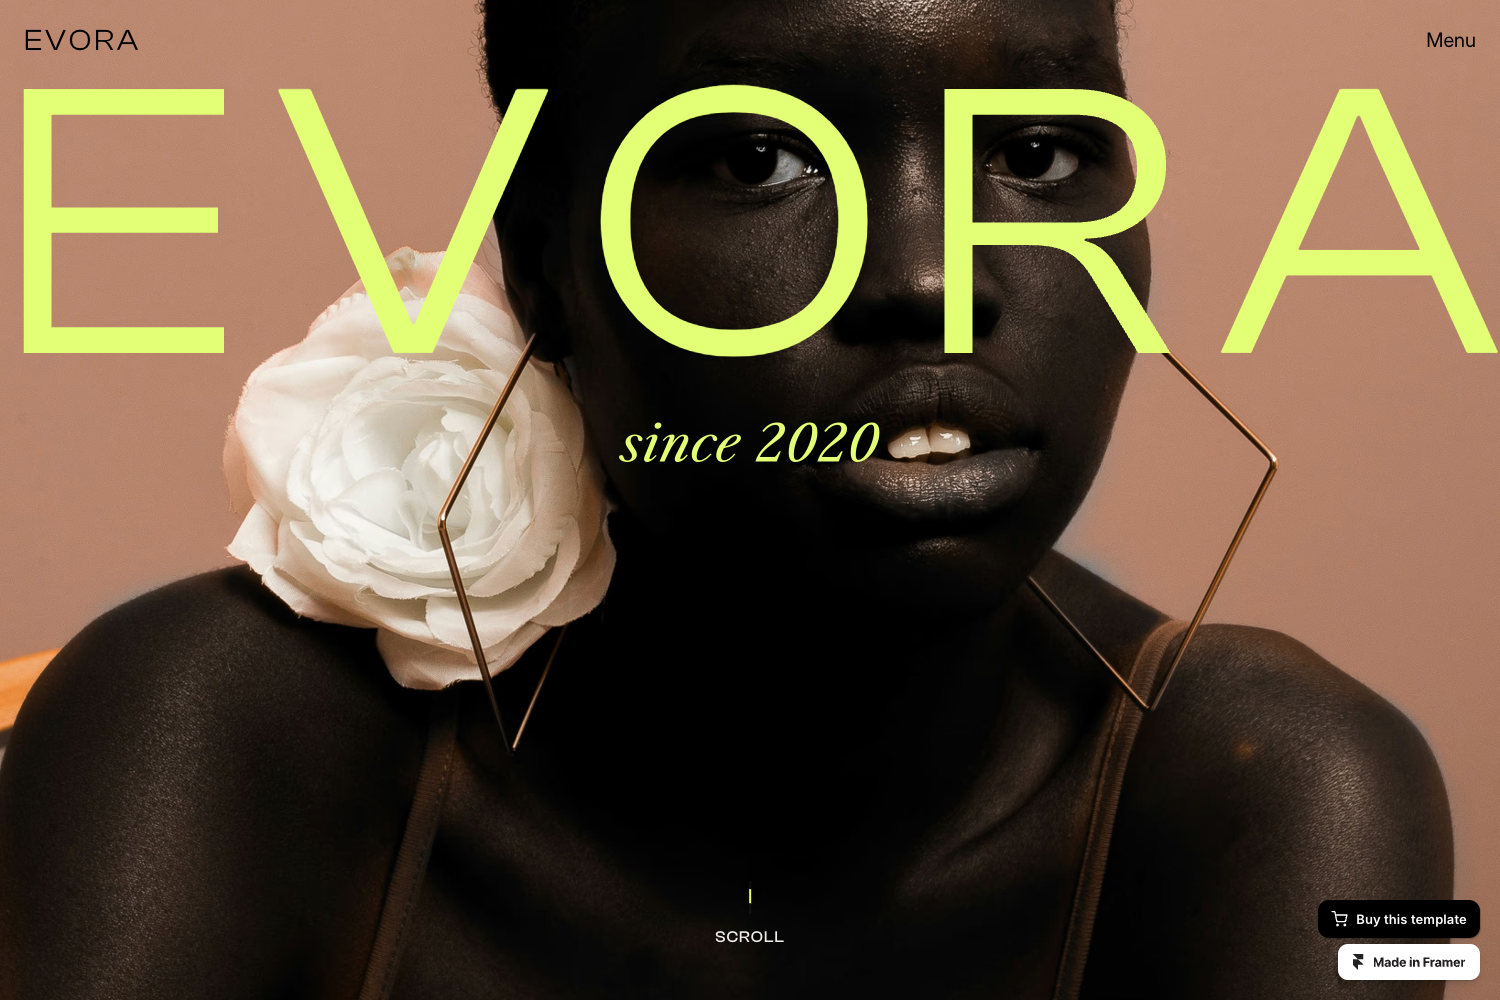 EVORA
Menu
EVORA
since 2020
SCROLL
Buy this template
Made in Framer